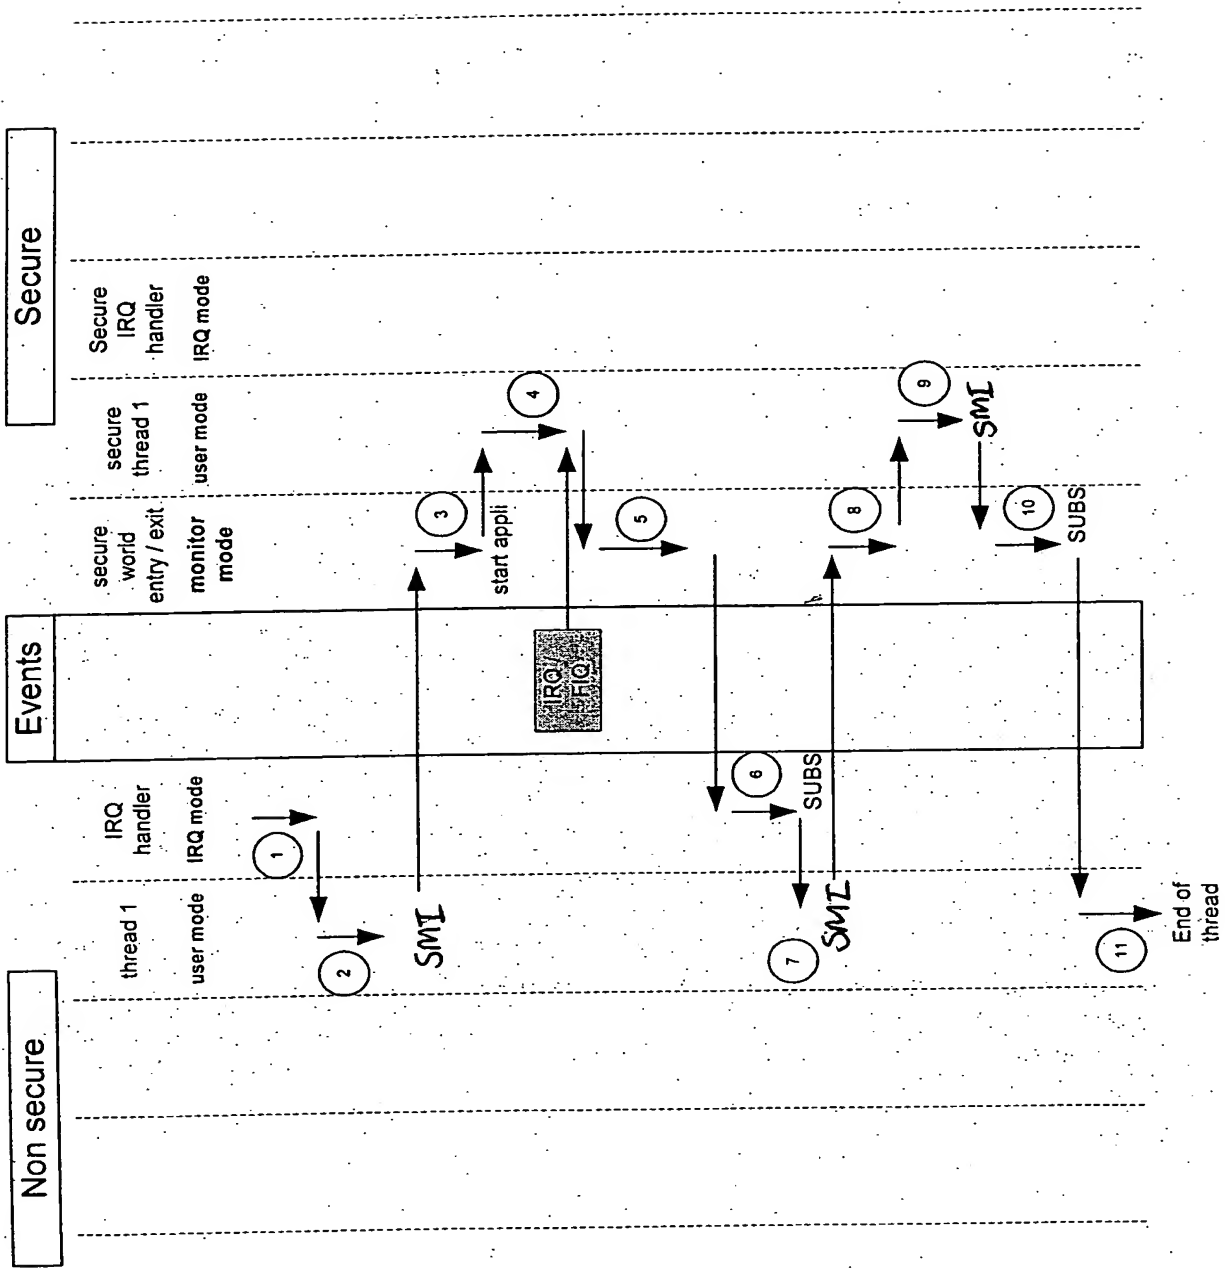 Non secure
Events
Secure
thread 1
user mode
IRQ
handler
IRQ mode
secure
world
entry / exit
monitor
mode
secure
thread 1
user mode
Secure
IRQ
handler
IRQ mode
1
2
SMI
3
start appli
4
IRQ /
FIQ
5
6
SUBS
7
SMI
8
9
SMI
10
SUBS
11
End of
thread